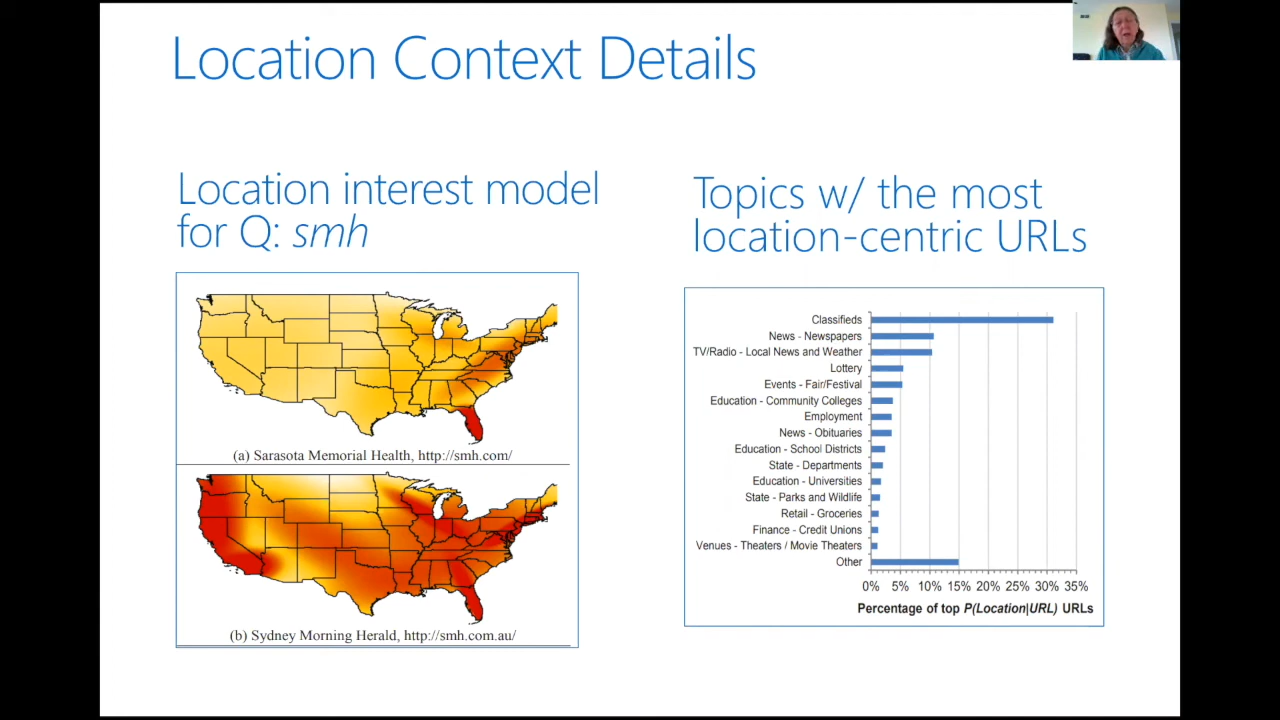 Location Context Details
Location interest model
for Q: smh
(a) Sarasota Memorial Health, http://smh.com/
(b) Sydney Morning Herald, http://smh.com.au/
Topics w/ the most
location-centric URLs
Classifieds
News - Newspapers
TV/Radio - Local News and Weather
Lottery
Events - Fair/Festival
Education - Community Colleges
Employment
News - Obituaries
Education - School Districts
State - Departments
Education - Universities
State - Parks and Wildlife
Retail - Groceries
Finance - Credit Unions
Venues - Theaters / Movie Theaters
Other
0% 5% 10% 15% 20% 25% 30% 35%
Percentage of top P(Location|URL) URLs